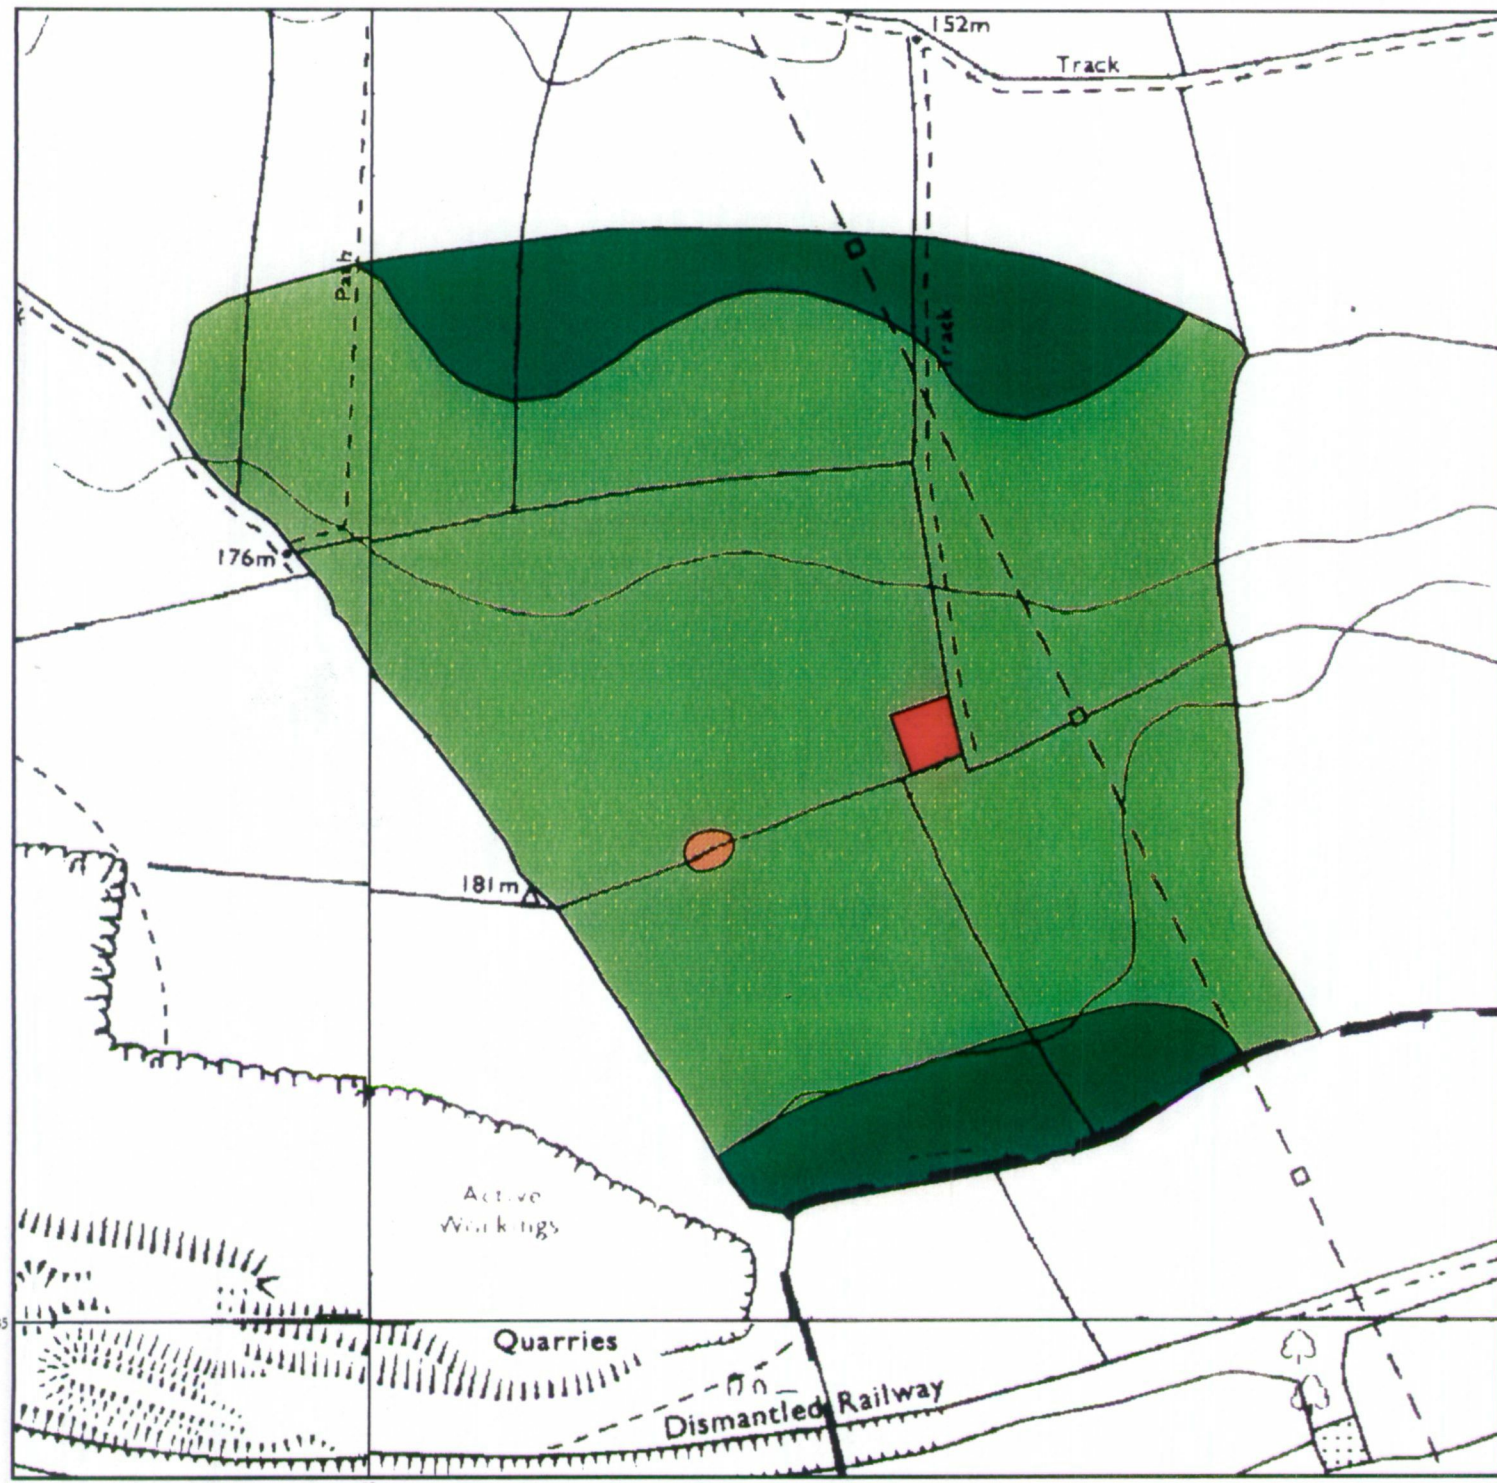 152m
Track
Path
Track
176m
181m
Active
Workings
Quarries
Dismantled Railway